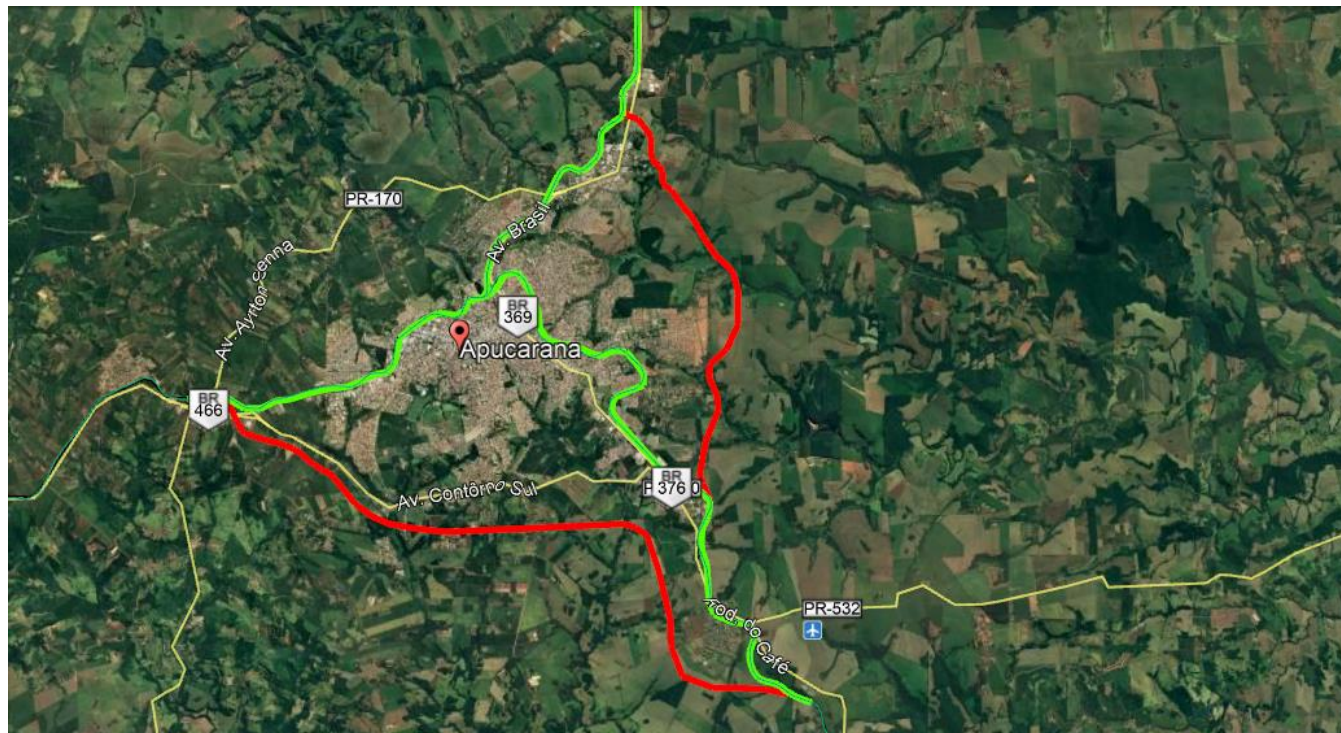 PR-170
Av. Brasil
Av. Ayrton Senna
BR
369
Apucarana
BR
466
Av. Contôrno Sul
BR
376
Rod. do Café
PR-532